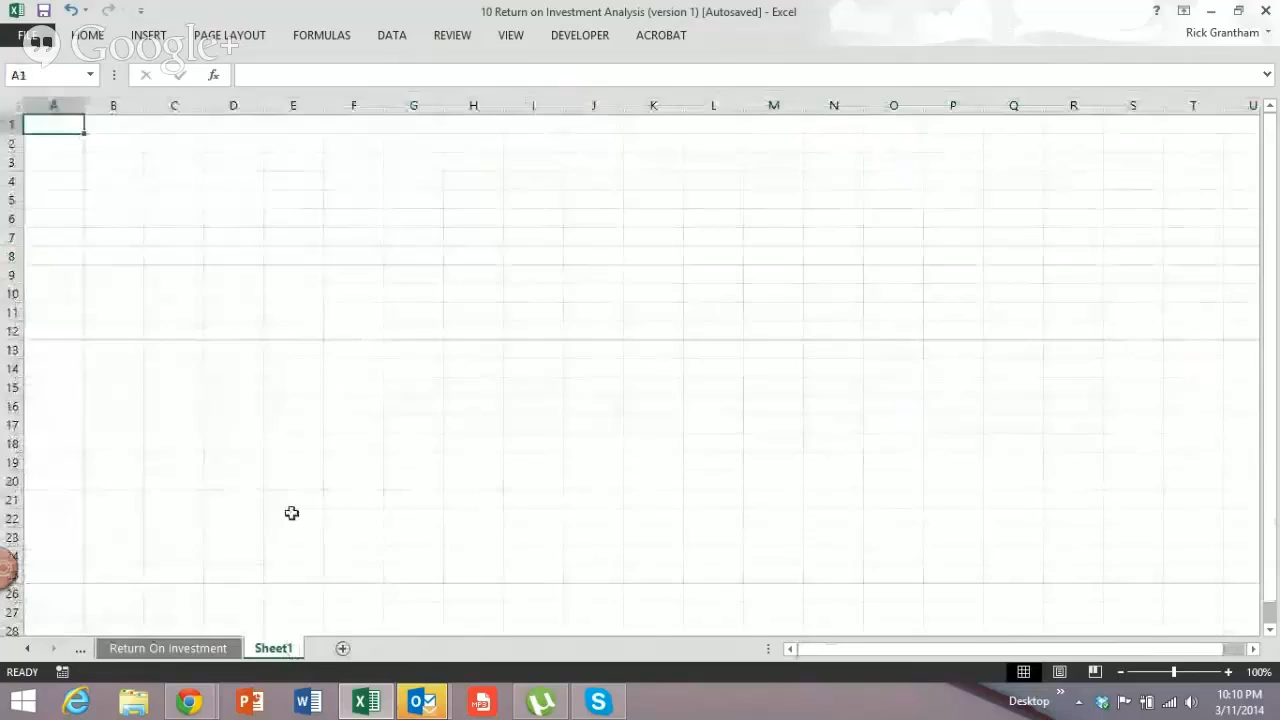 10 Return on Investment Analysis (version 1) [Autosaved] - Excel
?
FILE HOME INSERT PAGE LAYOUT FORMULAS DATA REVIEW VIEW DEVELOPER ACROBAT
Rick Grantham
Google+
A1
fx
A B C D E F G H I J K L M N O P Q R S T U
1
2
3
4
5
6
7
8
9
10
11
12
13
14
15
16
17
18
19
20
21
22
23
26
27
28
... Return On investment Sheet1
READY
100%
Desktop
10:10 PM
3/11/2014